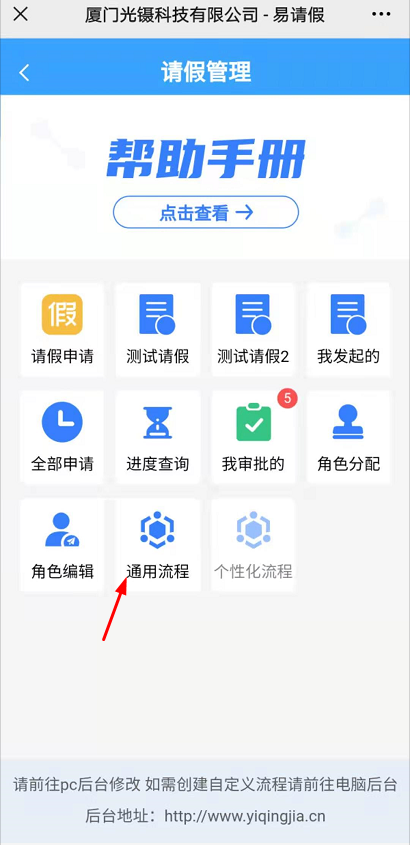 厦门光镊科技有限公司 - 易请假
请假管理
帮助手册
点击查看 →
假
请假申请 测试请假 测试请假2 我发起的
5
全部申请 进度查询 我审批的 角色分配
角色编辑 通用流程 个性化流程
请前往pc后台修改 如需创建自定义流程请前往电脑后台
后台地址：http://www.yiqingjia.cn